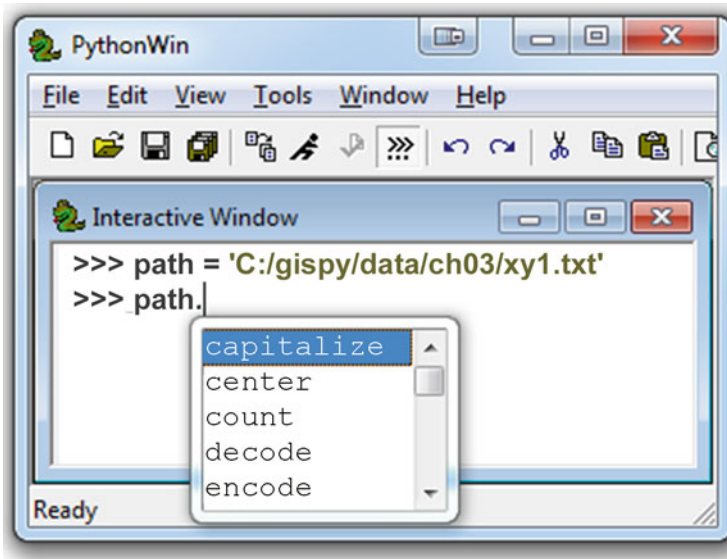 PythonWin
File Edit View Tools Window Help
Interactive Window
>>> path = 'C:/gispy/data/ch03/xy1.txt'
>>> path.
capitalize
center
count
decode
encode
Ready